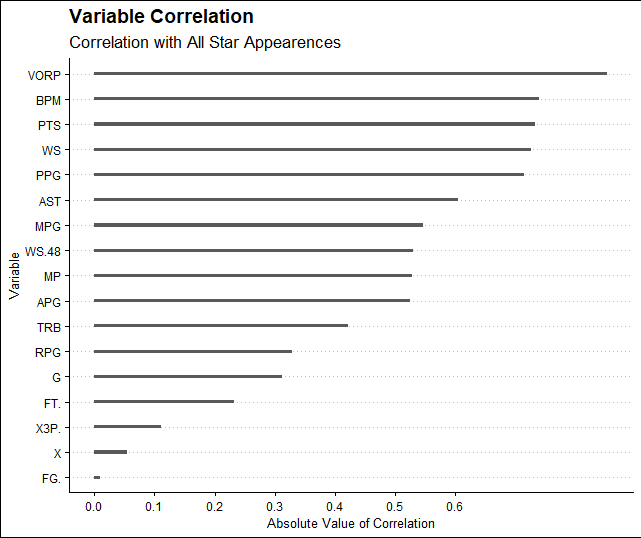 Variable Correlation
Correlation with All Star Appearences
Variable
VORP
BPM
PTS
WS
PPG
AST
MPG
WS.48
MP
APG
TRB
RPG
G
FT.
X3P.
X
FG.
0.0 0.1 0.2 0.3 0.4 0.5 0.6
Absolute Value of Correlation